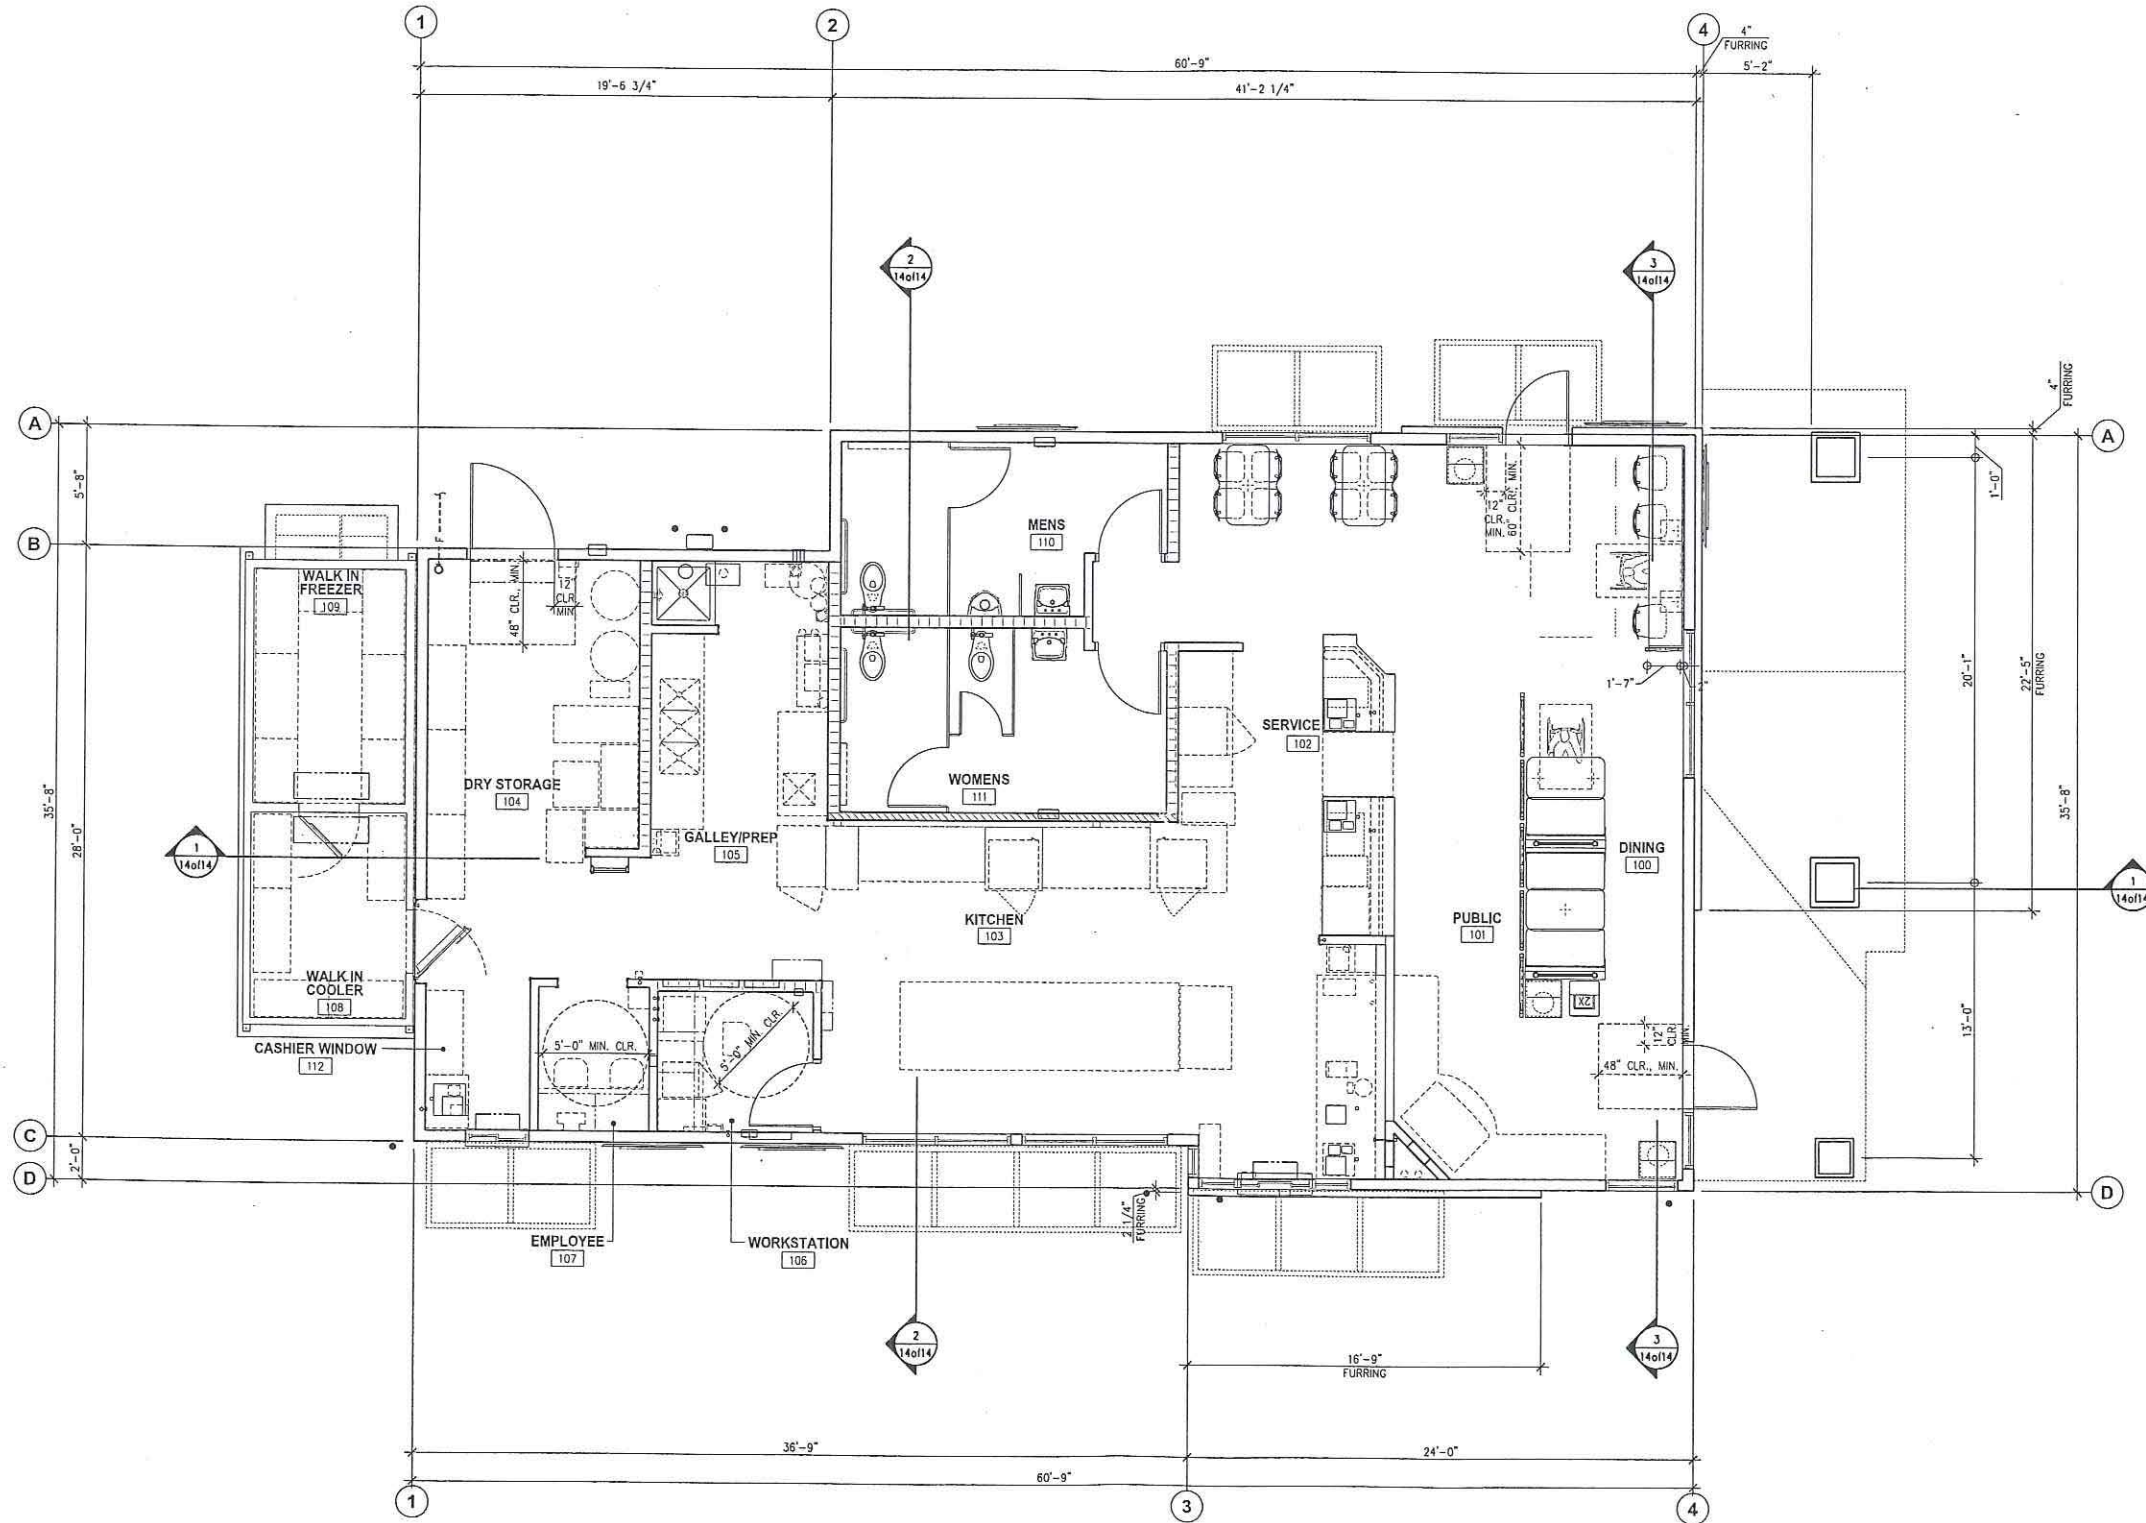 1
2
4
4"
FURRING
60'-9"
5'-2"
19'-6 3/4"
41'-2 1/4"
2
14of14
3
14of14
4"
FURRING
A
A
5'-8"
1'-0"
B
MENS
110
12"
CLR.
MIN.
60" CLR., MIN.
F
WALK IN
FREEZER
109
48" CLR., MIN.
12"
CLR
MIN
1'-7"
2"
20'-1"
22'-5"
FURRING
SERVICE
102
DRY STORAGE
104
WOMENS
111
35'-8"
28'-0"
35'-8"
1
14of14
GALLEY/PREP
105
DINING
100
1
14of14
KITCHEN
103
PUBLIC
101
WALK IN
COOLER
108
2X
CASHIER WINDOW
112
5'-0" MIN. CLR.
5'-0" MIN. CLR.
12"
CLR.
MIN.
48" CLR., MIN.
13'-0"
C
2'-0"
D
D
2 1/4"
FURRING
EMPLOYEE
107
WORKSTATION
106
2
14of14
3
14of14
16'-9"
FURRING
36'-9"
24'-0"
60'-9"
1
3
4